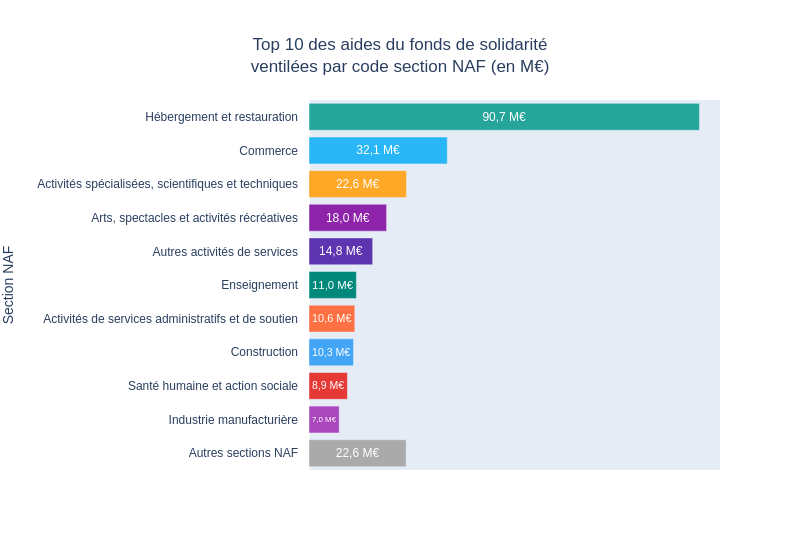 Top 10 des aides du fonds de solidarité
ventilées par code section NAF (en M€)
Section NAF
Hébergement et restauration 90,7 M€
Commerce 32,1 M€
Activités spécialisées, scientifiques et techniques 22,6 M€
Arts, spectacles et activités récréatives 18,0 M€
Autres activités de services 14,8 M€
Enseignement 11,0 M€
Activités de services administratifs et de soutien 10,6 M€
Construction 10,3 M€
Santé humaine et action sociale 8,9 M€
Industrie manufacturière 7,0 M€
Autres sections NAF 22,6 M€